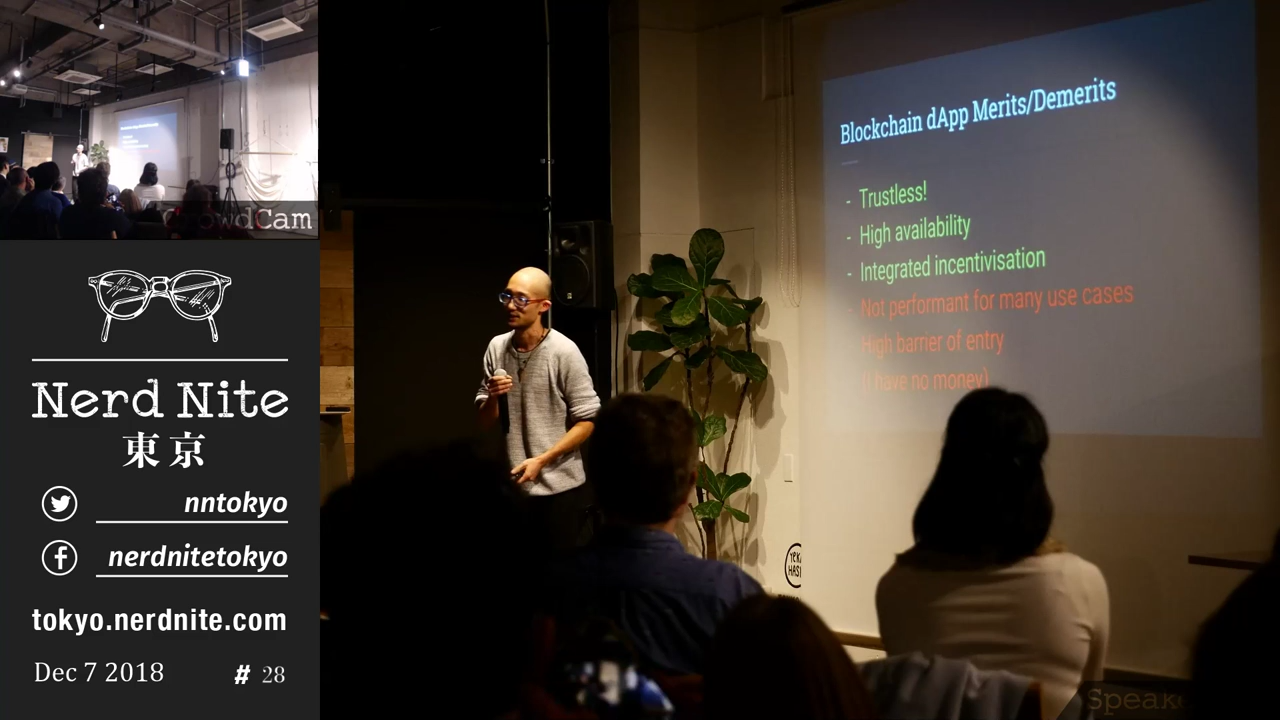 CrowdCam
Nerd Nite
東京
nntokyo
nerdnitetokyo
tokyo.nerdnite.com
Dec 7 2018 # 28
Blockchain dApp Merits/Demerits
- Trustless!
- High availability
- Integrated incentivisation
- Not performant for many use cases
High barrier of entry
(I have no money)